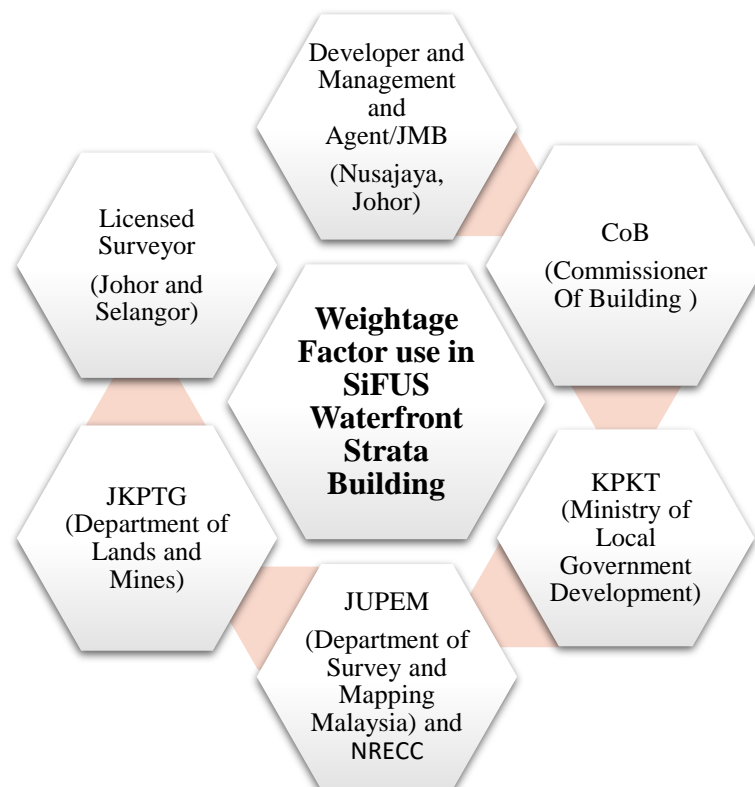 Developer and
Management
and
Agent/JMB
(Nusajaya,
Johor)
CoB
(Commissioner
Of Building )
KPKT
(Ministry of
Local
Government
Development)
JUPEM
(Department of
Survey and
Mapping
Malaysia) and
NRECC
JKPTG
(Department of
Lands and
Mines)
Licensed
Surveyor
(Johor and
Selangor)
Weightage
Factor use in
SiFUS
Waterfront
Strata
Building